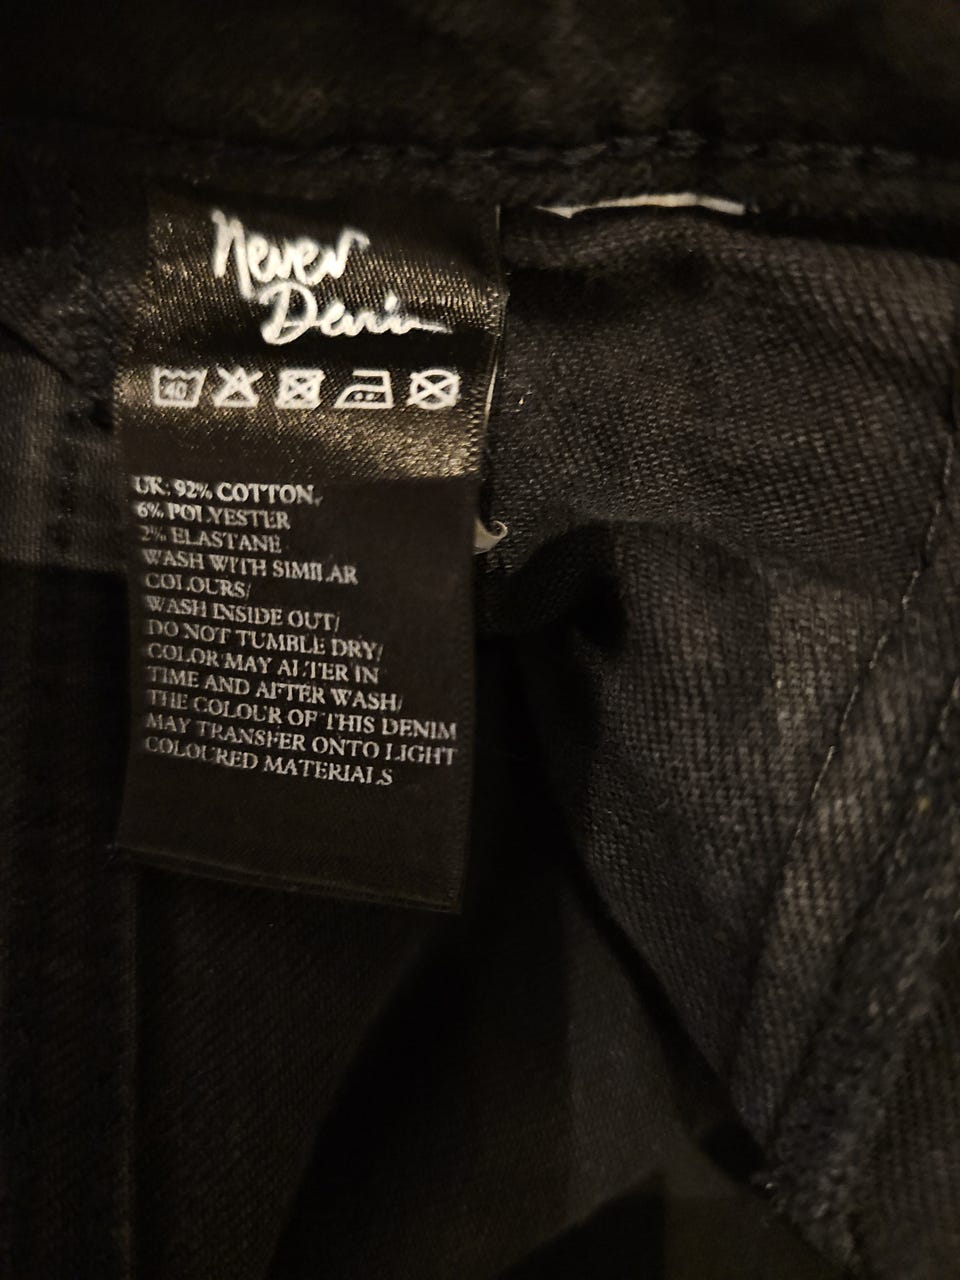 Never
Denim
40
UK: 92% COTTON,
6% POLYESTER
2% ELASTANE
WASH WITH SIMILAR
COLOURS/
WASH INSIDE OUT/
DO NOT TUMBLE DRY/
COLOR MAY ALTER IN
TIME AND AFTER WASH/
THE COLOUR OF THIS DENIM
MAY TRANSFER ONTO LIGHT
COLOURED MATERIALS